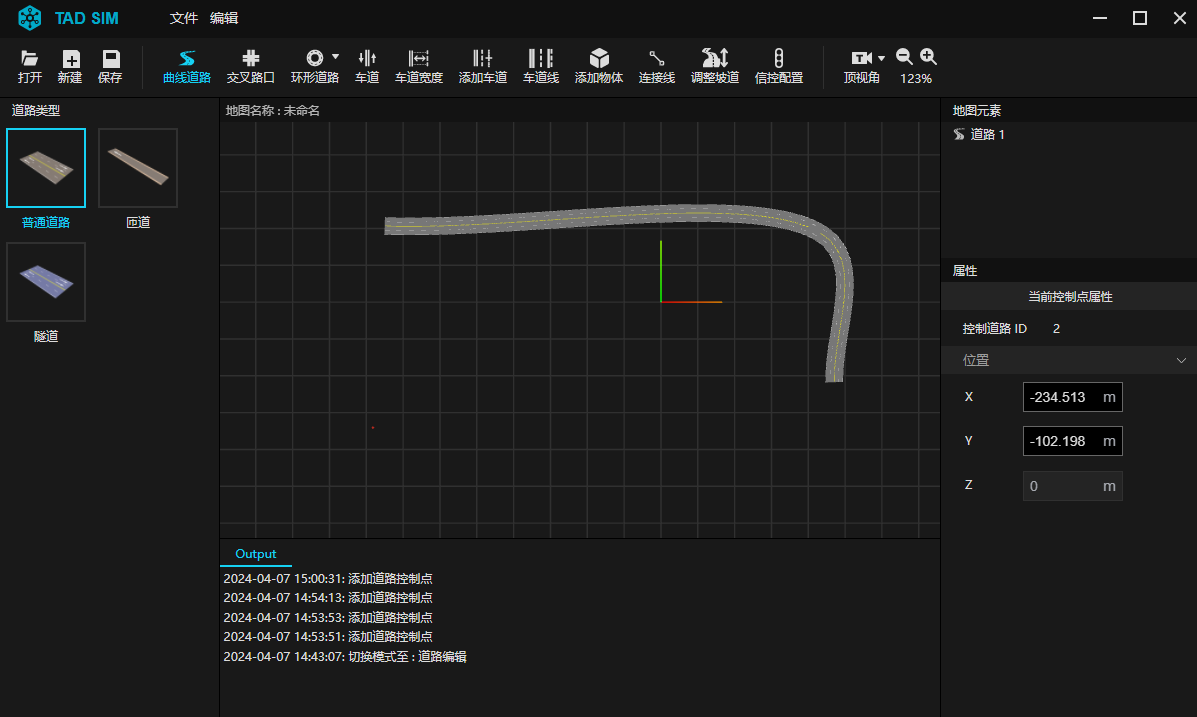 TAD SIM 文件 编辑
打开 新建 保存 曲线道路 交叉路口 环形道路 车道 车道宽度 添加车道 车道线 添加物体 连接线 调整坡道 信控配置 顶视角 123%
道路类型
普通道路 匝道
隧道
地图名称 : 未命名
Output
2024-04-07 15:00:31: 添加道路控制点
2024-04-07 14:54:13: 添加道路控制点
2024-04-07 14:53:53: 添加道路控制点
2024-04-07 14:53:51: 添加道路控制点
2024-04-07 14:43:07: 切换模式至 : 道路编辑
地图元素
道路 1
属性
当前控制点属性
控制道路 ID 2
位置
X -234.513 m
Y -102.198 m
Z 0 m